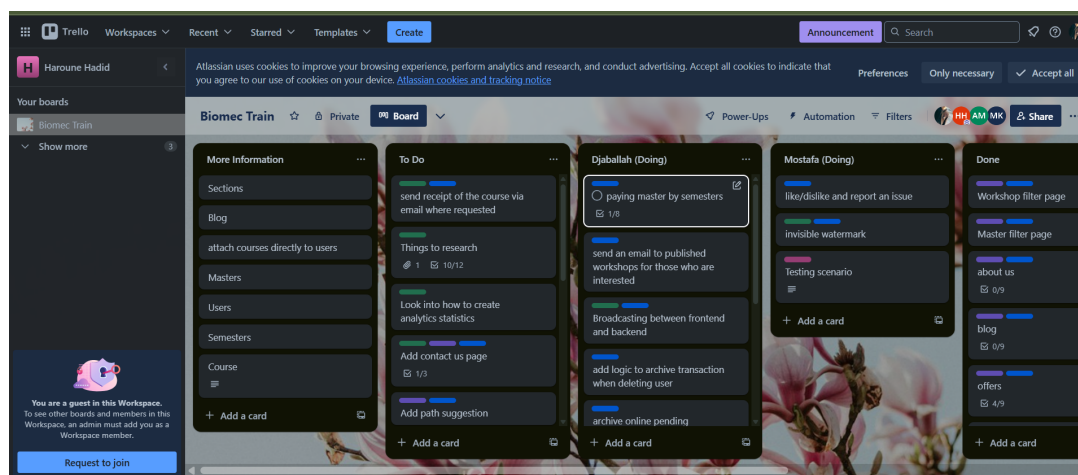 Trello
Workspaces
Recent
Starred
Templates
Create
Announcement
Search
H
Haroune Hadid
Your boards
Biomec Train
Show more
3
You are a guest in this Workspace.
To see other boards and members in this
Workspace, an admin must add you as a
Workspace member.
Request to join
Atlassian uses cookies to improve your browsing experience, perform analytics and research, and conduct advertising. Accept all cookies to indicate that
you agree to our use of cookies on your device. Atlassian cookies and tracking notice
Preferences
Only necessary
Accept all
Biomec Train
Private
Board
Power-Ups
Automation
Filters
HH
AM
MK
Share
More Information
Sections
Blog
attach courses directly to users
Masters
Users
Semesters
Course
+ Add a card
To Do
send receipt of the course via
email where requested
Things to research
1
10/12
Look into how to create
analytics statistics
Add contact us page
1/3
Add path suggestion
+ Add a card
Djaballah (Doing)
paying master by semesters
1/8
send an email to published
workshops for those who are
interested
Broadcasting between frontend
and backend
add logic to archive transaction
when deleting user
archive online pending
+ Add a card
Mostafa (Doing)
like/dislike and report an issue
invisible watermark
Testing scenario
+ Add a card
Done
Workshop filter page
Master filter page
about us
0/9
blog
0/9
offers
4/9
+ Add a card